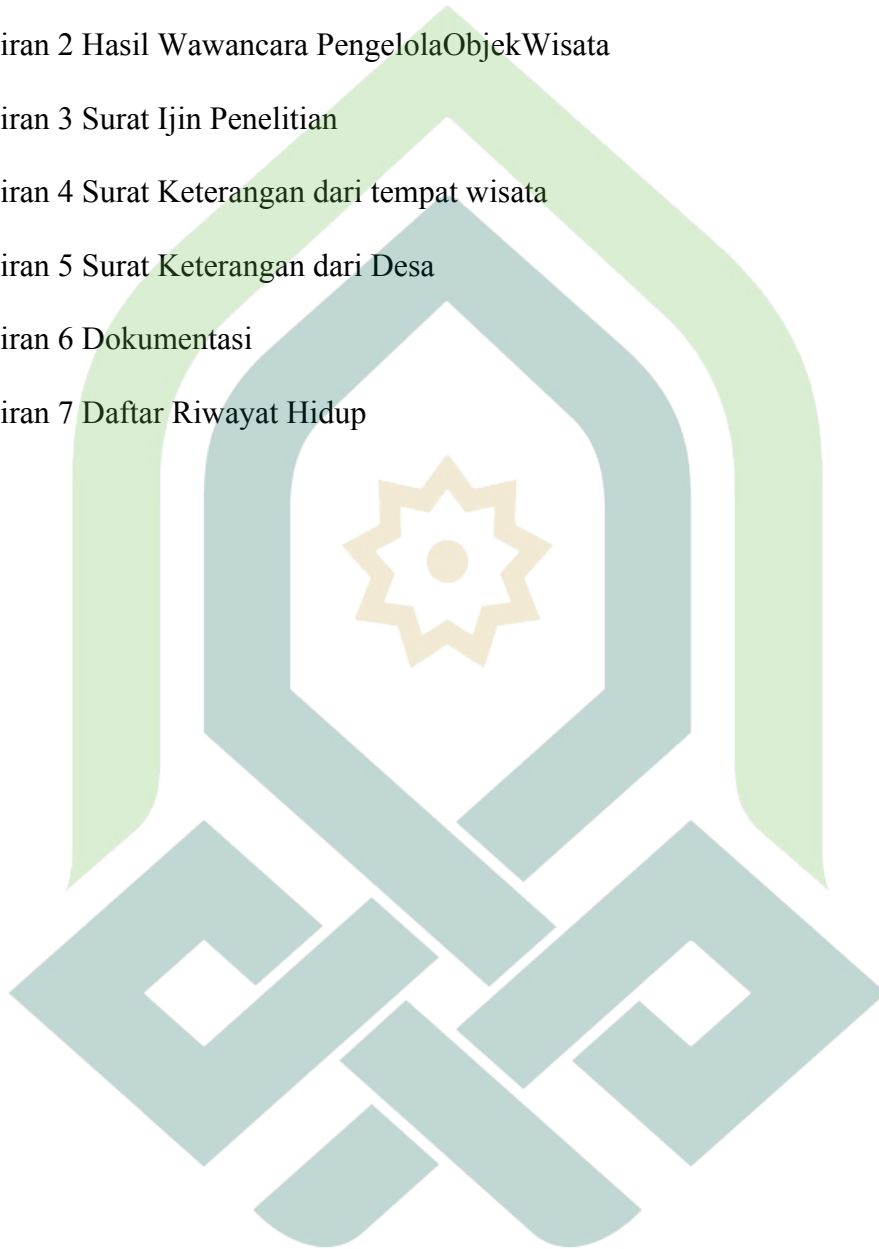 iran 2 Hasil Wawancara PengelolaObjekWisata
iran 3 Surat Ijin Penelitian
iran 4 Surat Keterangan dari tempat wisata
iran 5 Surat Keterangan dari Desa
iran 6 Dokumentasi
iran 7 Daftar Riwayat Hidup